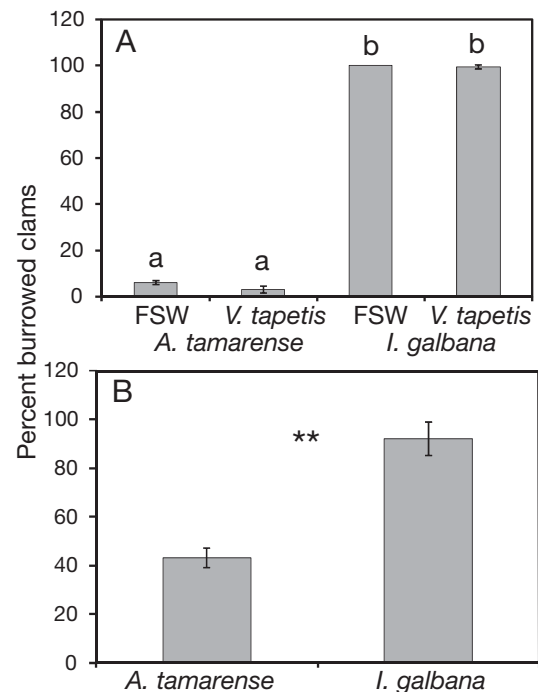 Percent burrowed clams
A
120
100
80
60
40
20
0
a
a
b
b
FSW
V. tapetis
FSW
V. tapetis
A. tamarense
I. galbana
B
120
100
80
60
40
20
0
**
A. tamarense
I. galbana